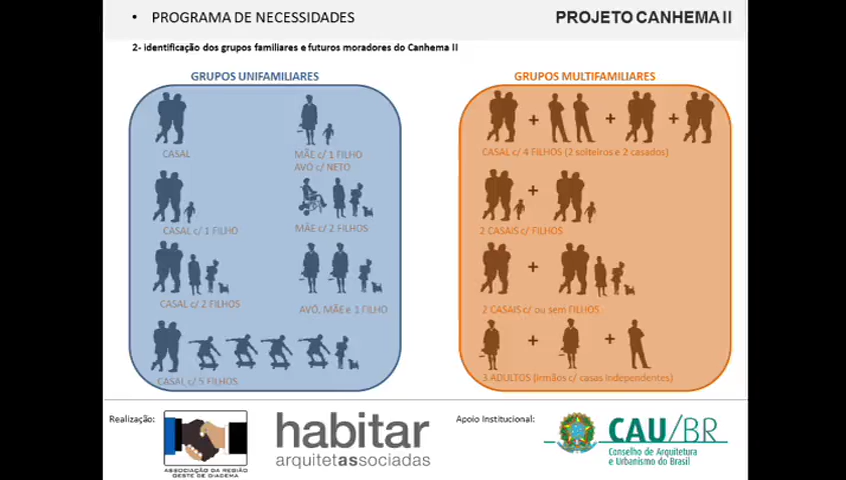 • PROGRAMA DE NECESSIDADES
PROJETO CANHEMA II
2- identificação dos grupos familiares e futuros moradores do Canhema II
GRUPOS UNIFAMILIARES
CASAL
MÃE c/ 1 FILHO
AVÓ c/ NETO
CASAL c/ 1 FILHO
MÃE c/ 2 FILHOS
CASAL c/ 2 FILHOS
AVÓ, MÃE e 1 FILHO
CASAL c/ 5 FILHOS
GRUPOS MULTIFAMILIARES
+ + +
CASAL c/ 4 FILHOS (2 solteiros e 2 casados)
+
2 CASAIS c/ FILHOS
+
2 CASAIS c/ ou sem FILHOS
+ +
3 ADULTOS (irmãos c/ casas independentes)
Realização:
ASSOCIAÇÃO DA REGIÃO
OESTE DE DIADEMA
habitar
arquitetassociadas
Apoio Institucional:
CAU/BR
Conselho de Arquitetura
e Urbanismo do Brasil